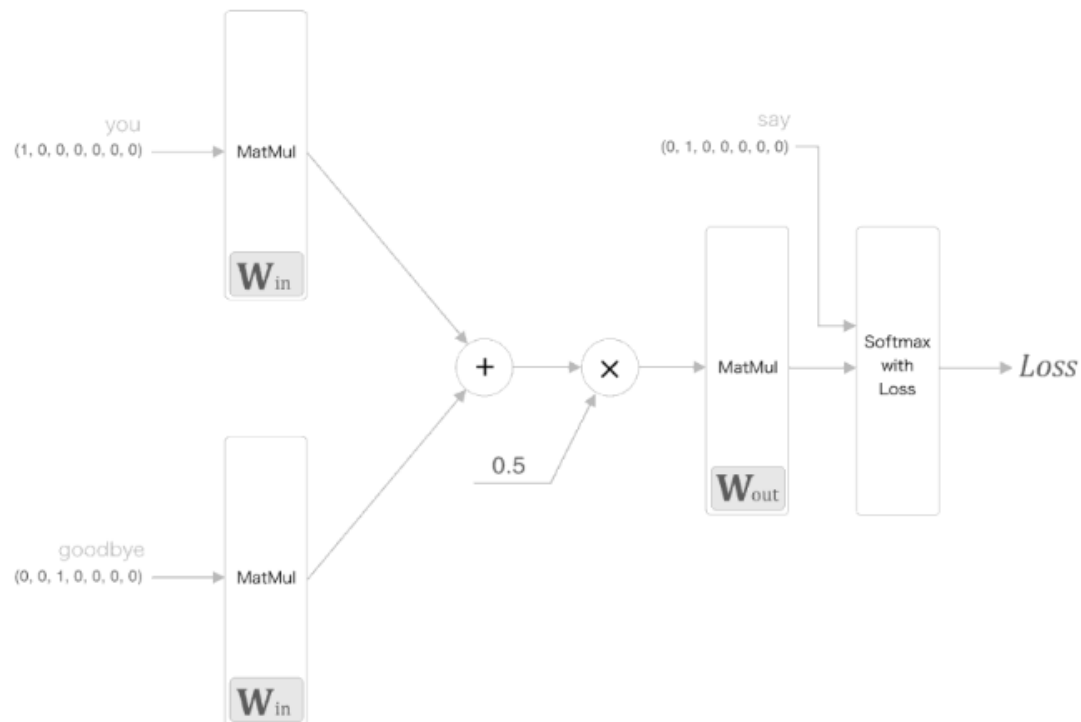 you
(1, 0, 0, 0, 0, 0, 0)
MatMul
W in
say
(0, 1, 0, 0, 0, 0, 0)
+
×
0.5
MatMul
W out
Softmax
with
Loss
Loss
goodbye
(0, 0, 1, 0, 0, 0, 0)
MatMul
W in